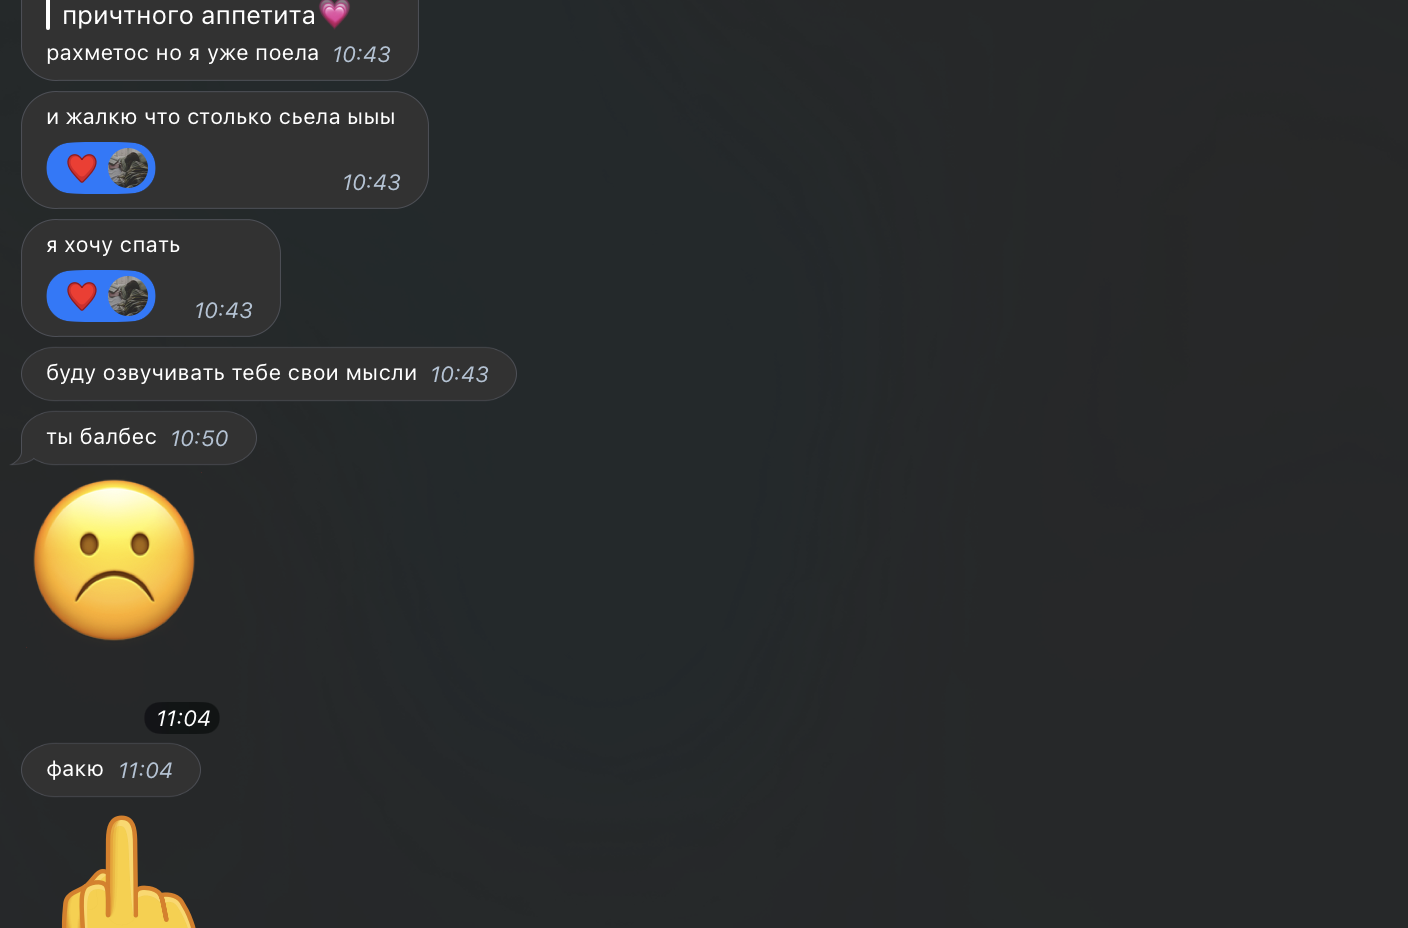 причтного аппетита💗
рахметос но я уже поела 10:43
и жалкю что столько сьела ыыы
10:43
я хочу спать
10:43
буду озвучивать тебе свои мысли 10:43
ты балбес 10:50
11:04
факю 11:04